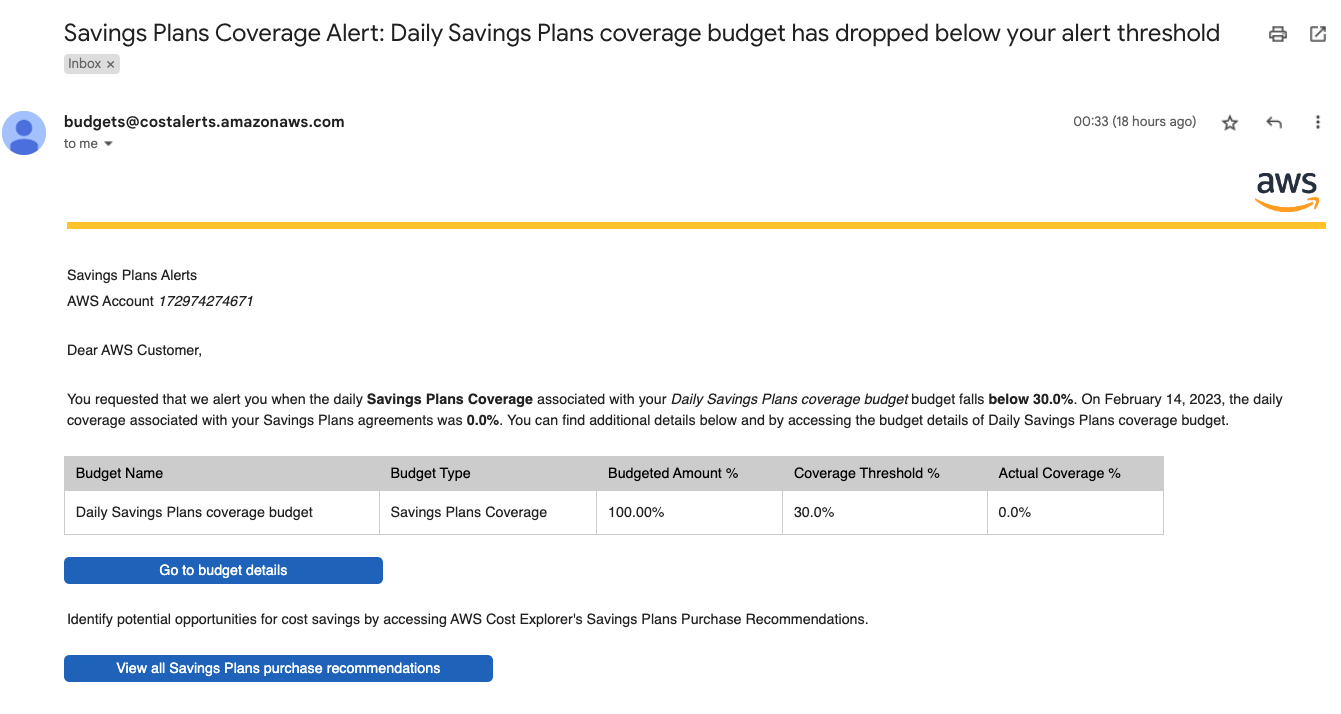 Savings Plans Coverage Alert: Daily Savings Plans coverage budget has dropped below your alert threshold
Inbox ×
budgets@costalerts.amazonaws.com
00:33 (18 hours ago)
to me
aws
Savings Plans Alerts
AWS Account 172974274671
Dear AWS Customer,
You requested that we alert you when the daily Savings Plans Coverage associated with your Daily Savings Plans coverage budget budget falls below 30.0%. On February 14, 2023, the daily
coverage associated with your Savings Plans agreements was 0.0%. You can find additional details below and by accessing the budget details of Daily Savings Plans coverage budget.
Budget Name Budget Type Budgeted Amount % Coverage Threshold % Actual Coverage %
Daily Savings Plans coverage budget Savings Plans Coverage 100.00% 30.0% 0.0%
Go to budget details
Identify potential opportunities for cost savings by accessing AWS Cost Explorer's Savings Plans Purchase Recommendations.
View all Savings Plans purchase recommendations